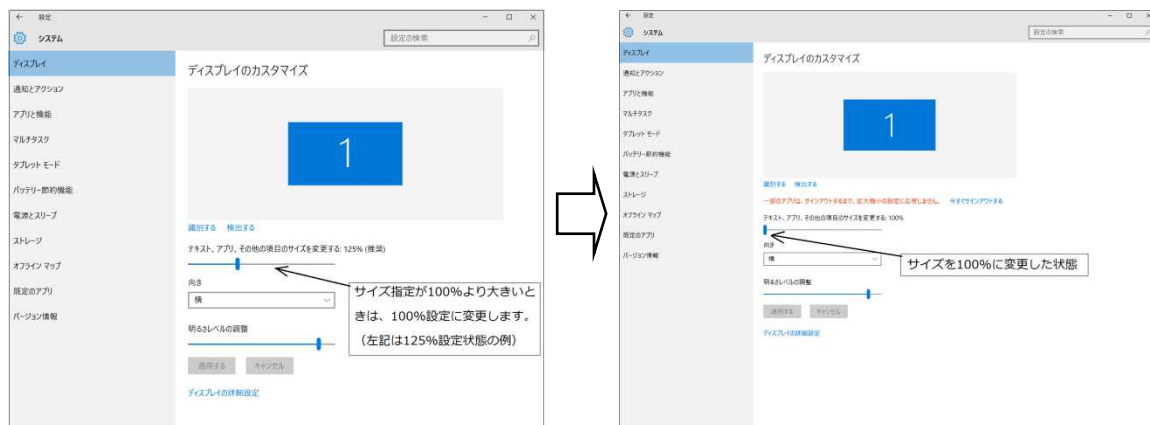 ← 設定
システム
設定の検索
ディスプレイ
通知とアクション
アプリと機能
マルチタスク
タブレット モード
バッテリー節約機能
電源とスリープ
ストレージ
オフライン マップ
既定のアプリ
バージョン情報
ディスプレイのカスタマイズ
1
識別する 検出する
テキスト、アプリ、その他の項目のサイズを変更する: 125% (推奨)
向き
横
明るさレベルの調整
適用する キャンセル
ディスプレイの詳細設定
サイズ指定が100%より大きいと
きは、100%設定に変更します。
（左記は125%設定状態の例）
← 設定
システム
設定の検索
ディスプレイ
通知とアクション
アプリと機能
マルチタスク
タブレット モード
バッテリー節約機能
電源とスリープ
ストレージ
オフライン マップ
既定のアプリ
バージョン情報
ディスプレイのカスタマイズ
1
識別する 検出する
一部のアプリは、サインアウトするまで、拡大縮小の設定に応答しません。 今すぐサインアウトする
テキスト、アプリ、その他の項目のサイズを変更する: 100%
向き
横
明るさレベルの調整
適用する キャンセル
ディスプレイの詳細設定
サイズを100%に変更した状態